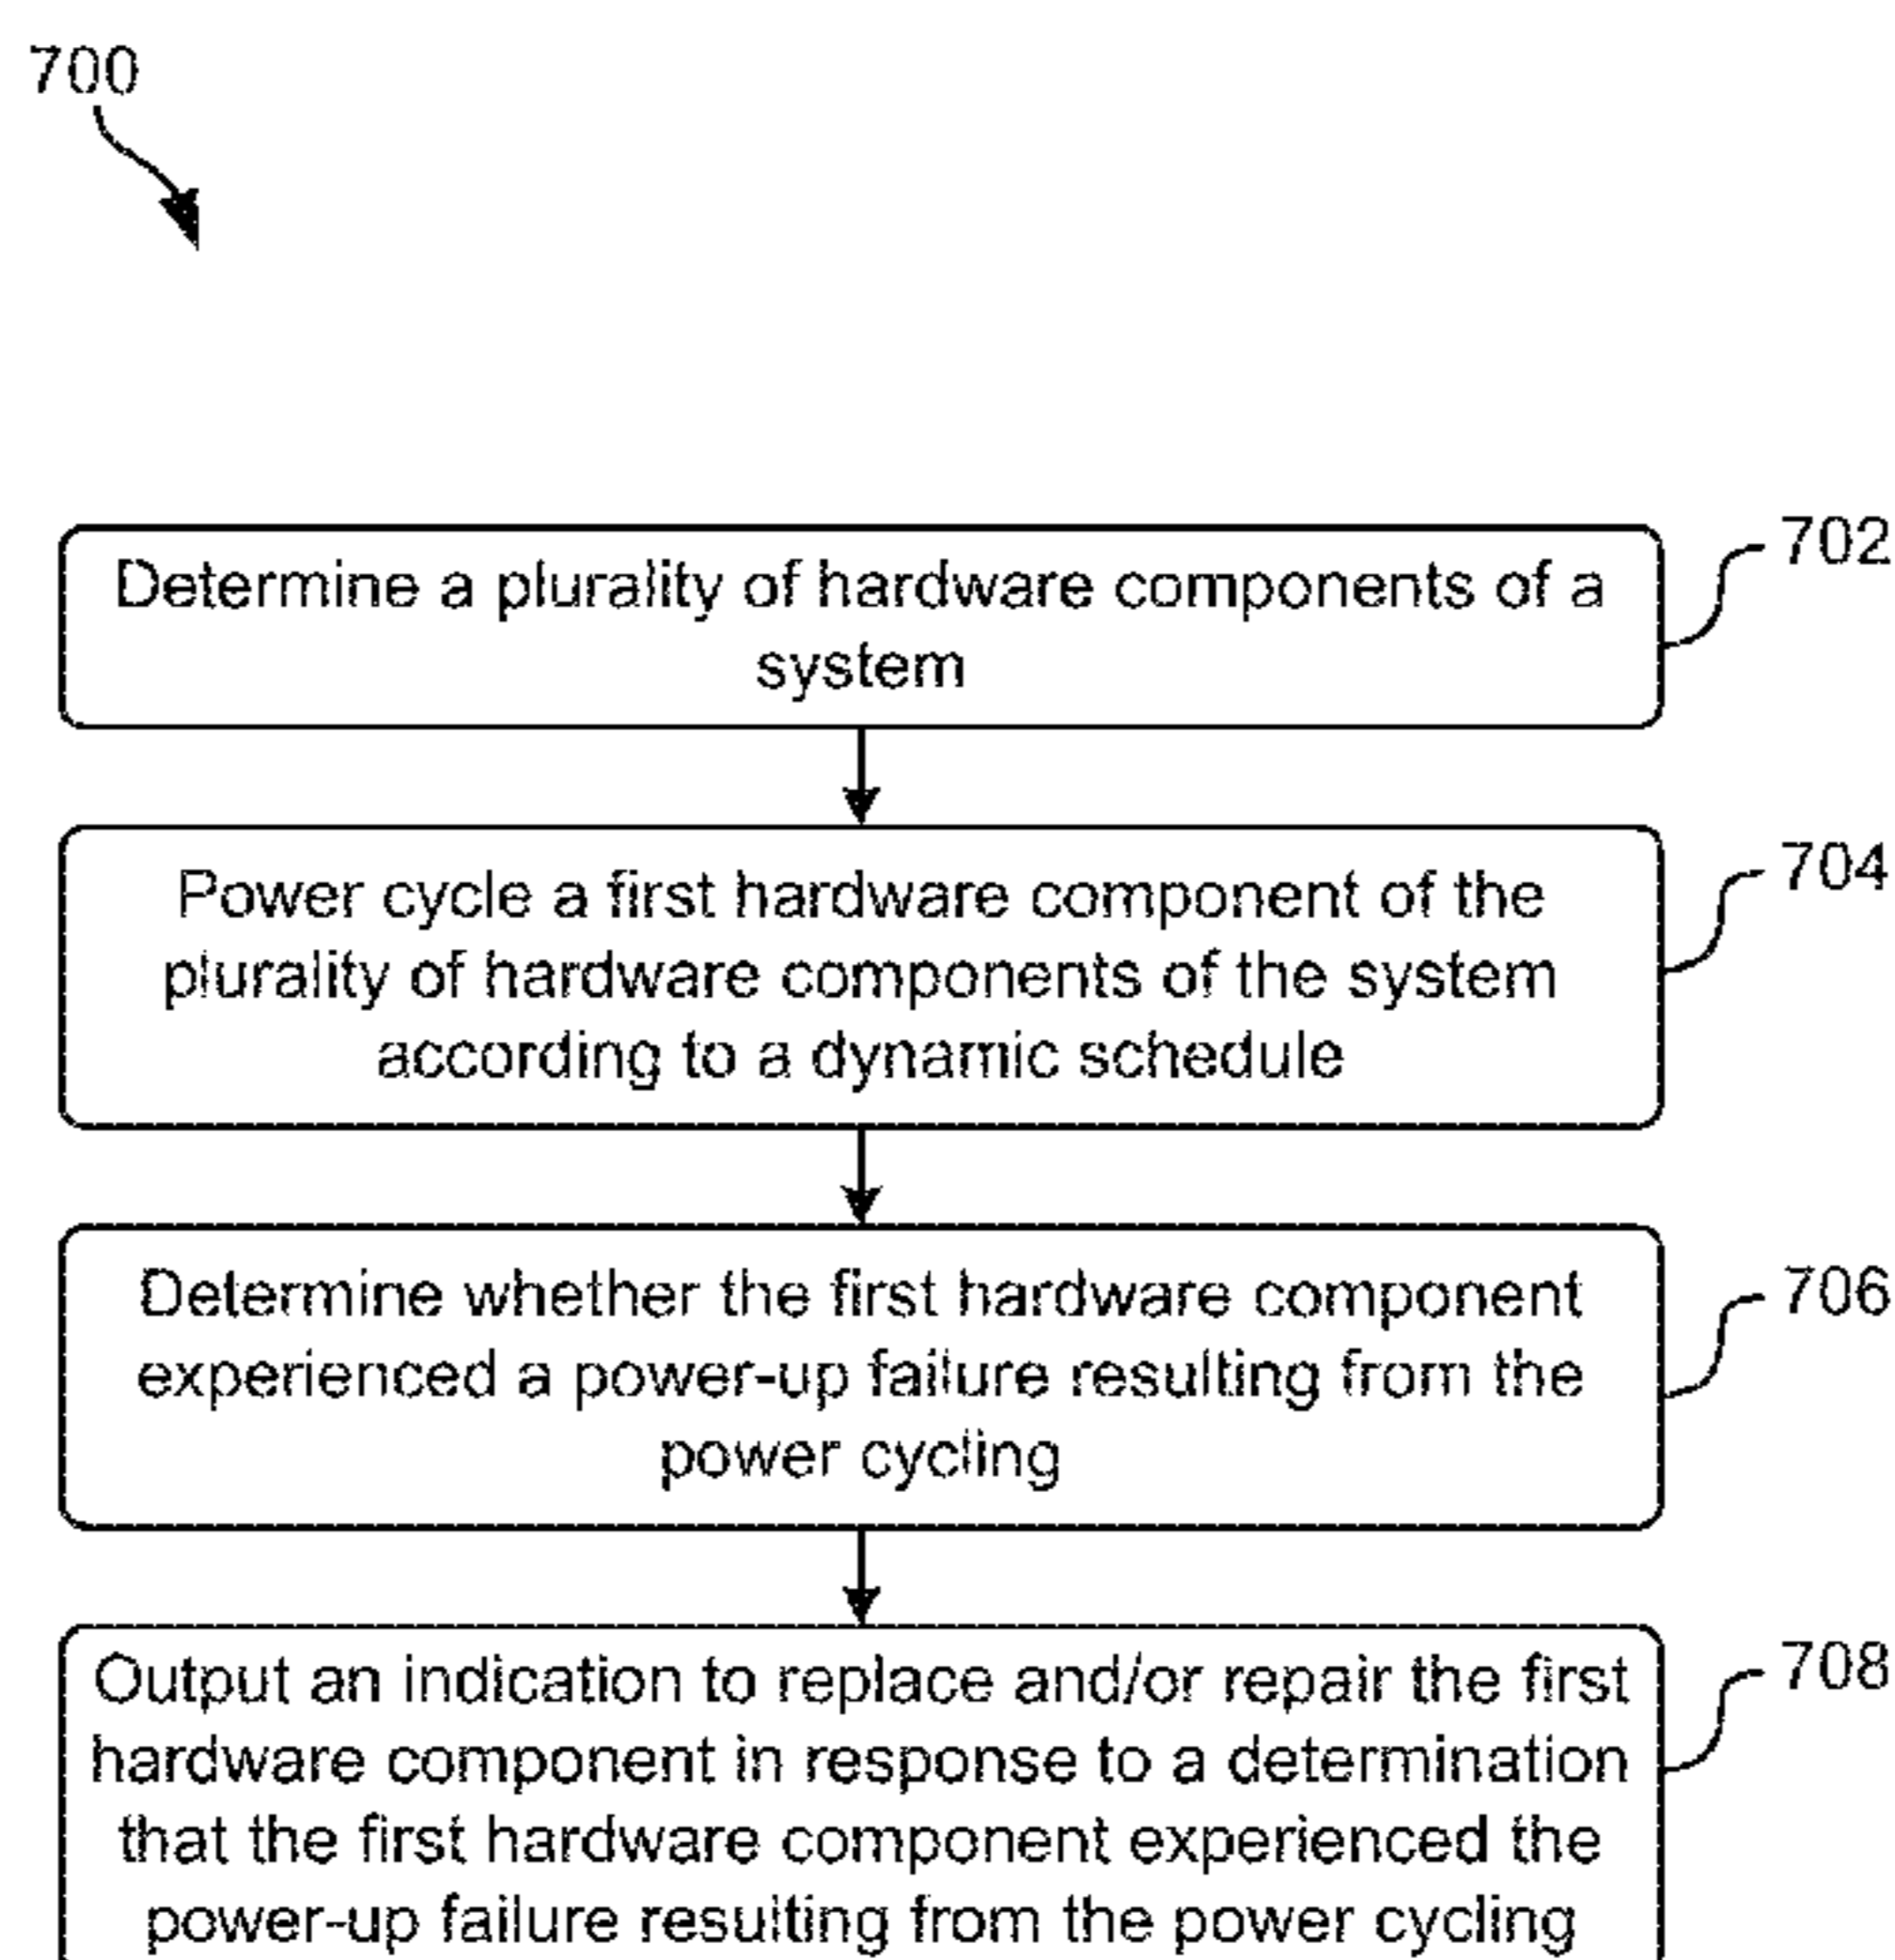 700
702
Determine a plurality of hardware components of a
system
704
Power cycle a first hardware component of the
plurality of hardware components of the system
according to a dynamic schedule
706
Determine whether the first hardware component
experienced a power-up failure resulting from the
power cycling
708
Output an indication to replace and/or repair the first
hardware component in response to a determination
that the first hardware component experienced the
power-up failure resulting from the power cycling